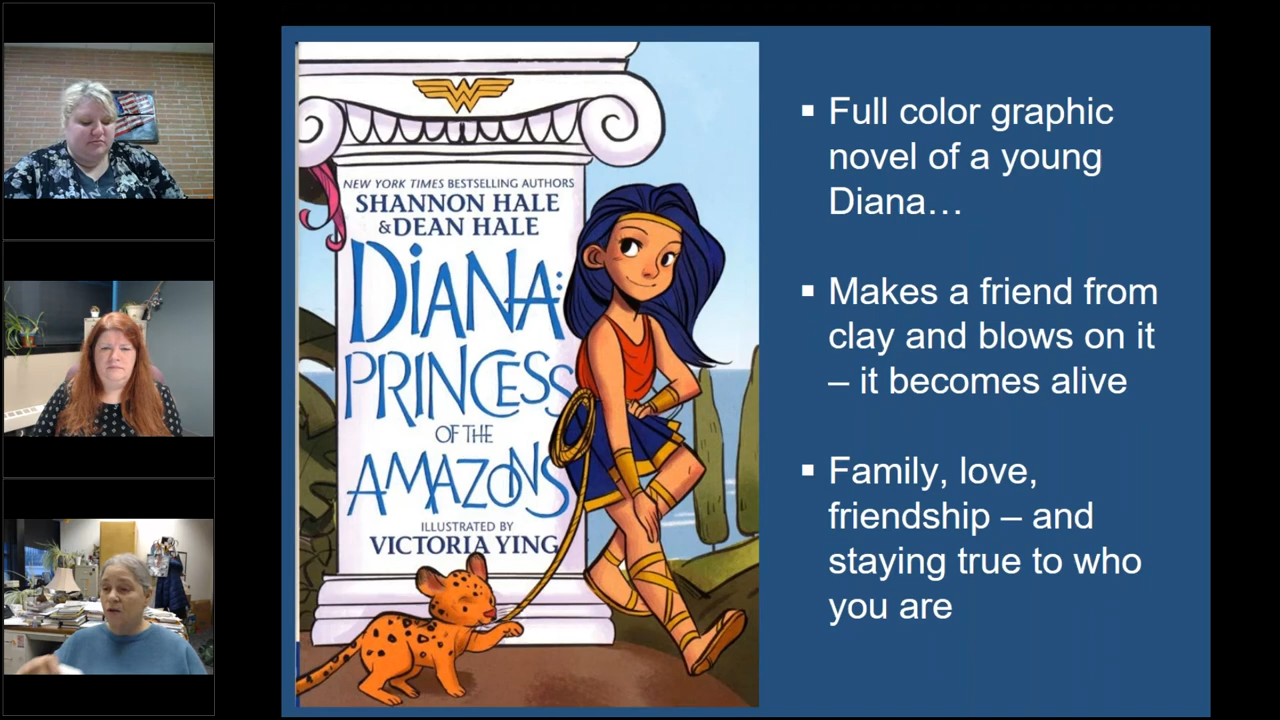 NEW YORK TIMES BESTSELLING AUTHORS
SHANNON HALE
& DEAN HALE
DIANA:
PRINCESS
OF THE
AMAZONS
ILLUSTRATED BY
VICTORIA YING
▪ Full color graphic
novel of a young
Diana…
▪ Makes a friend from
clay and blows on it
– it becomes alive
▪ Family, love,
friendship – and
staying true to who
you are